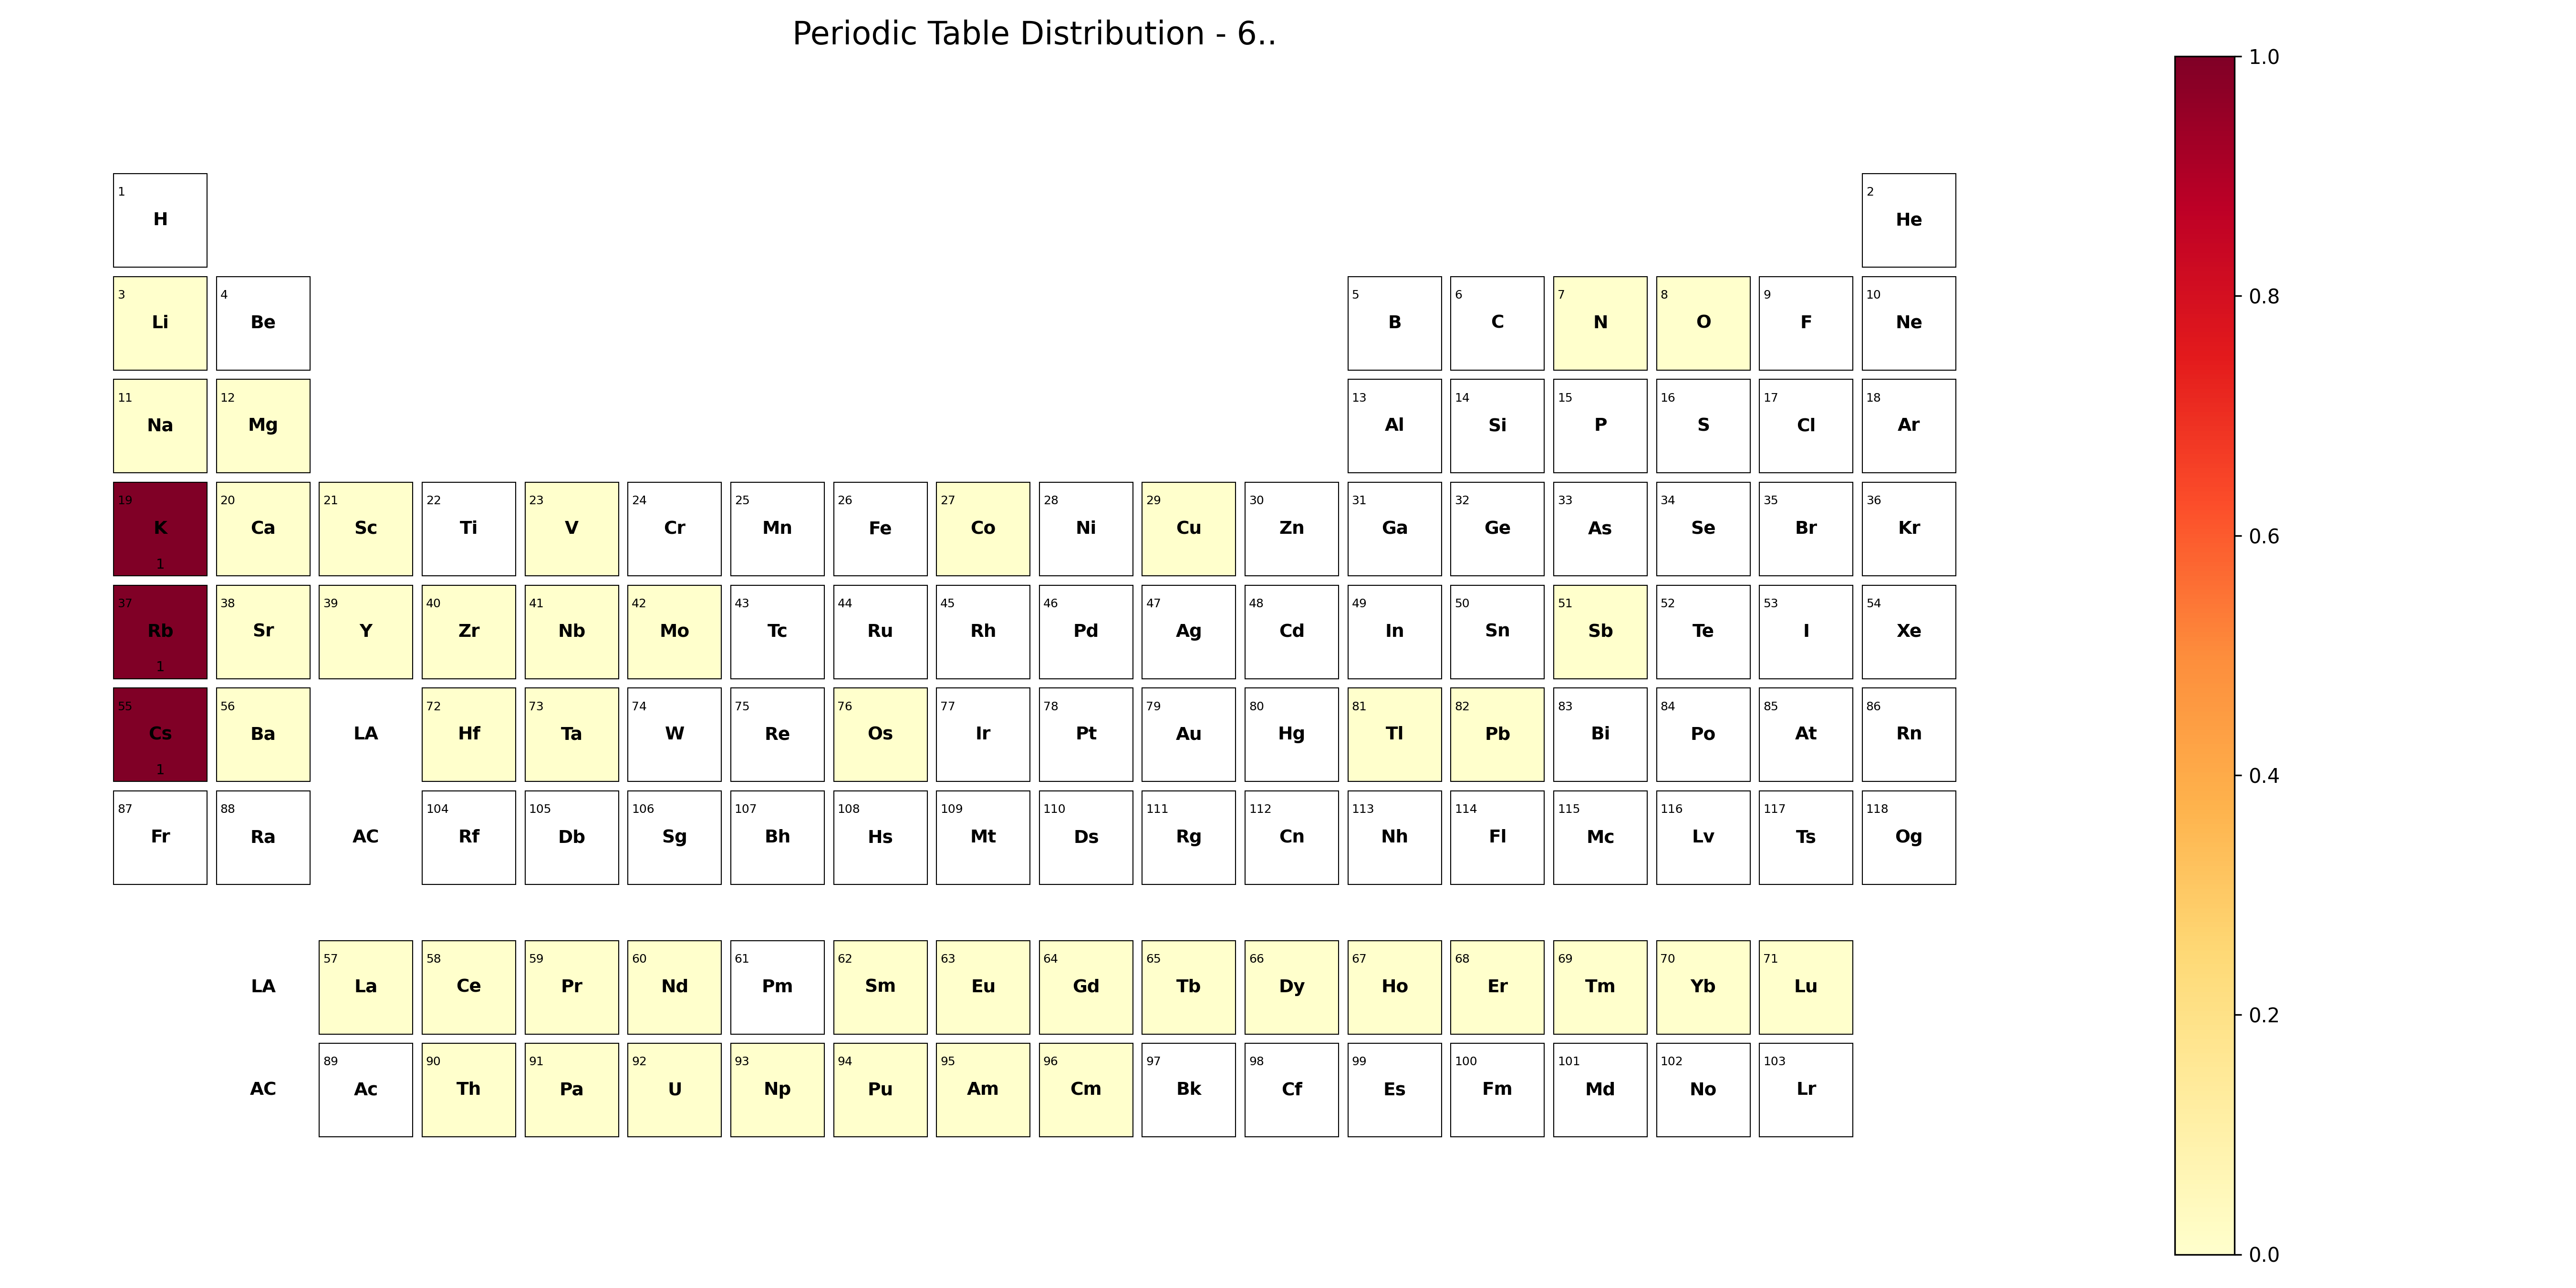 Periodic Table Distribution - 6..
1.0
1 2
H He
3 4 5 6 7 8 9 10
Li Be B C N O F Ne
0.8
11 12 13 14 15 16 17 18
Na Mg Al Si P S Cl Ar
19 20 21 22 23 24 25 26 27 28 29 30 31 32 33 34 35 36
K Ca Sc Ti V Cr Mn Fe Co Ni Cu Zn Ga Ge As Se Br Kr
0.6
1
37 38 39 40 41 42 43 44 45 46 47 48 49 50 51 52 53 54
Rb Sr Y Zr Nb Mo Tc Ru Rh Pd Ag Cd In Sn Sb Te I Xe
1
55 56 72 73 74 75 76 77 78 79 80 81 82 83 84 85 86
Cs Ba LA Hf Ta W Re Os Ir Pt Au Hg Tl Pb Bi Po At Rn
1
0.4
87 88 104 105 106 107 108 109 110 111 112 113 114 115 116 117 118
Fr Ra AC Rf Db Sg Bh Hs Mt Ds Rg Cn Nh Fl Mc Lv Ts Og
57 58 59 60 61 62 63 64 65 66 67 68 69 70 71
LA La Ce Pr Nd Pm Sm Eu Gd Tb Dy Ho Er Tm Yb Lu
0.2
89 90 91 92 93 94 95 96 97 98 99 100 101 102 103
AC Ac Th Pa U Np Pu Am Cm Bk Cf Es Fm Md No Lr
0.0